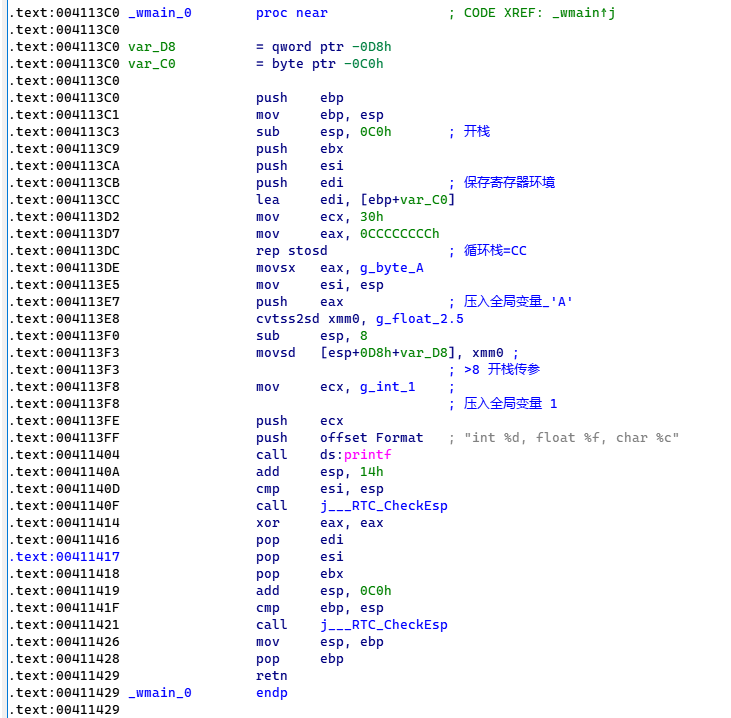 .text:004113C0 _wmain_0        proc near               ; CODE XREF: _wmain↑j
.text:004113C0
.text:004113C0 var_D8          = qword ptr -0D8h
.text:004113C0 var_C0          = byte ptr -0C0h
.text:004113C0
.text:004113C0                 push    ebp
.text:004113C1                 mov     ebp, esp
.text:004113C3                 sub     esp, 0C0h       ; 开栈
.text:004113C9                 push    ebx
.text:004113CA                 push    esi
.text:004113CB                 push    edi             ; 保存寄存器环境
.text:004113CC                 lea     edi, [ebp+var_C0]
.text:004113D2                 mov     ecx, 30h
.text:004113D7                 mov     eax, 0CCCCCCCCh
.text:004113DC                 rep stosd               ; 循环栈=CC
.text:004113DE                 movsx   eax, g_byte_A
.text:004113E5                 mov     esi, esp
.text:004113E7                 push    eax             ; 压入全局变量_'A'
.text:004113E8                 cvtss2sd xmm0, g_float_2.5
.text:004113F0                 sub     esp, 8
.text:004113F3                 movsd   [esp+0D8h+var_D8], xmm0 ;
.text:004113F3                                         ; >8 开栈传参
.text:004113F8                 mov     ecx, g_int_1    ;
.text:004113F8                                         ; 压入全局变量 1
.text:004113FE                 push    ecx
.text:004113FF                 push    offset Format   ; "int %d, float %f, char %c"
.text:00411404                 call    ds:printf
.text:0041140A                 add     esp, 14h
.text:0041140D                 cmp     esi, esp
.text:0041140F                 call    j___RTC_CheckEsp
.text:00411414                 xor     eax, eax
.text:00411416                 pop     edi
.text:00411417                 pop     esi
.text:00411418                 pop     ebx
.text:00411419                 add     esp, 0C0h
.text:0041141F                 cmp     ebp, esp
.text:00411421                 call    j___RTC_CheckEsp
.text:00411426                 mov     esp, ebp
.text:00411428                 pop     ebp
.text:00411429                 retn
.text:00411429 _wmain_0        endp
.text:00411429